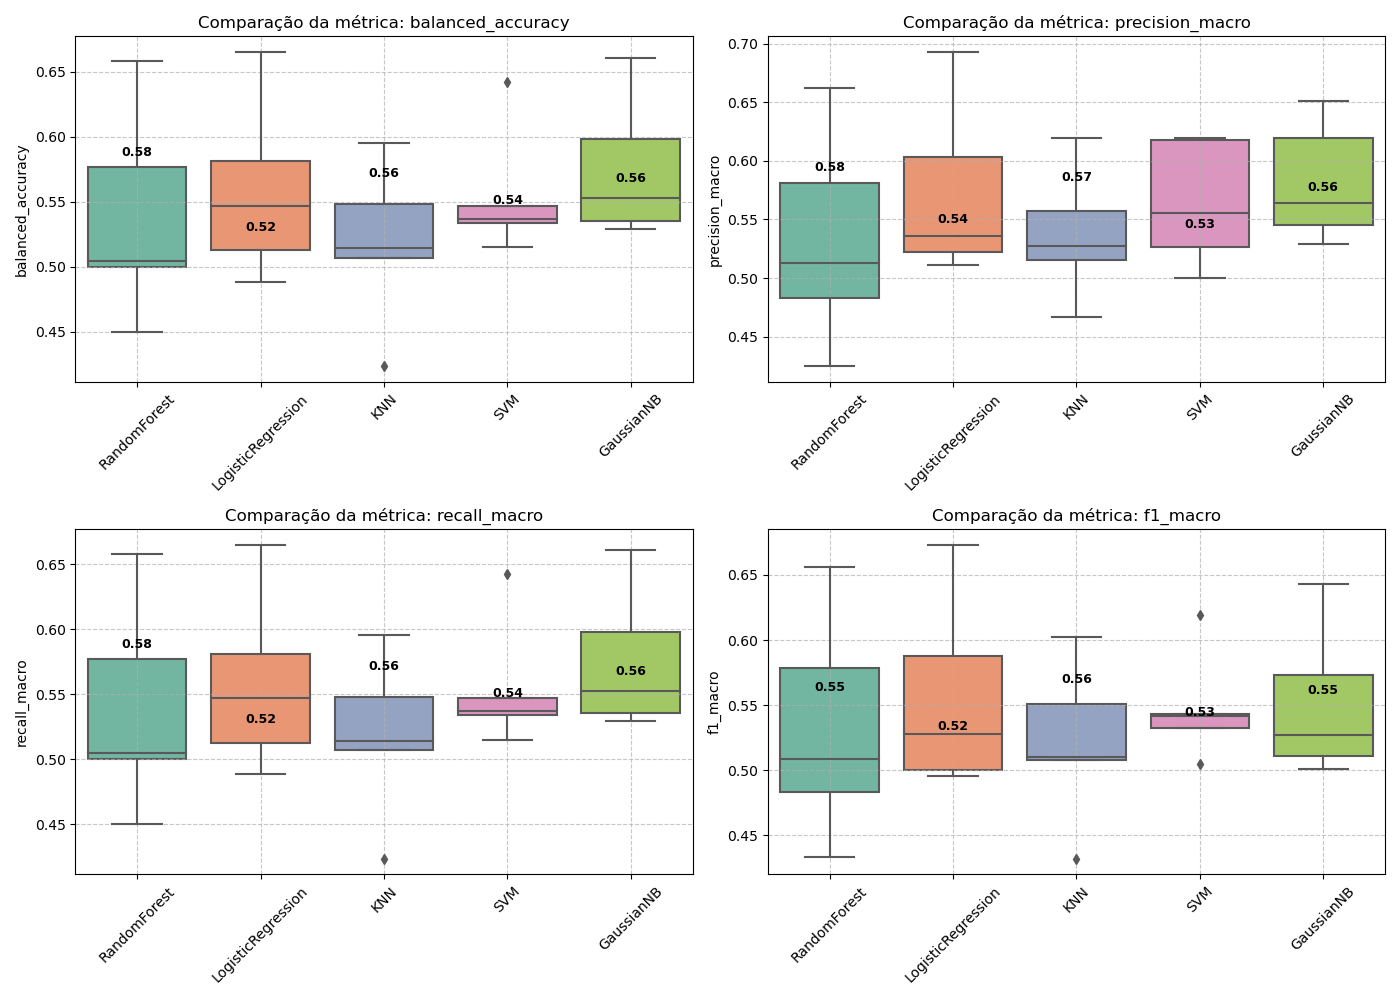 Comparação da métrica: balanced_accuracy
balanced_accuracy
0.65
0.60
0.55
0.50
0.45
0.58
0.52
0.56
0.54
0.56
RandomForest
LogisticRegression
KNN
SVM
GaussianNB
Comparação da métrica: precision_macro
precision_macro
0.70
0.65
0.60
0.55
0.50
0.45
0.58
0.54
0.57
0.53
0.56
RandomForest
LogisticRegression
KNN
SVM
GaussianNB
Comparação da métrica: recall_macro
recall_macro
0.65
0.60
0.55
0.50
0.45
0.58
0.52
0.56
0.54
0.56
RandomForest
LogisticRegression
KNN
SVM
GaussianNB
Comparação da métrica: f1_macro
f1_macro
0.65
0.60
0.55
0.50
0.45
0.55
0.52
0.56
0.53
0.55
RandomForest
LogisticRegression
KNN
SVM
GaussianNB